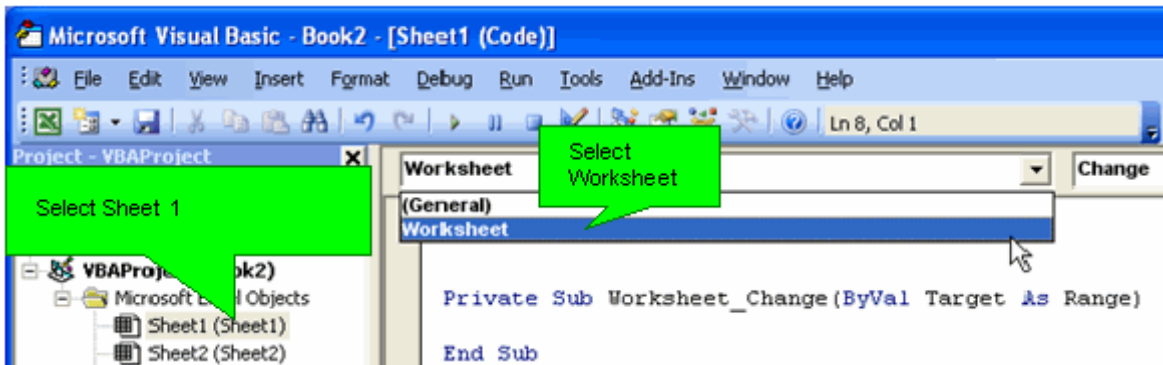 Microsoft Visual Basic - Book2 - [Sheet1 (Code)]
File Edit View Insert Format Debug Run Tools Add-Ins Window Help
Ln 8, Col 1
Project - VBAProject
Select Sheet 1
Worksheet
Select
Worksheet
Change
(General)
Worksheet
VBAProje ok2)
Microsoft Excel Objects
Sheet1 (Sheet1)
Sheet2 (Sheet2)
Private Sub Worksheet_Change(ByVal Target As Range)
End Sub